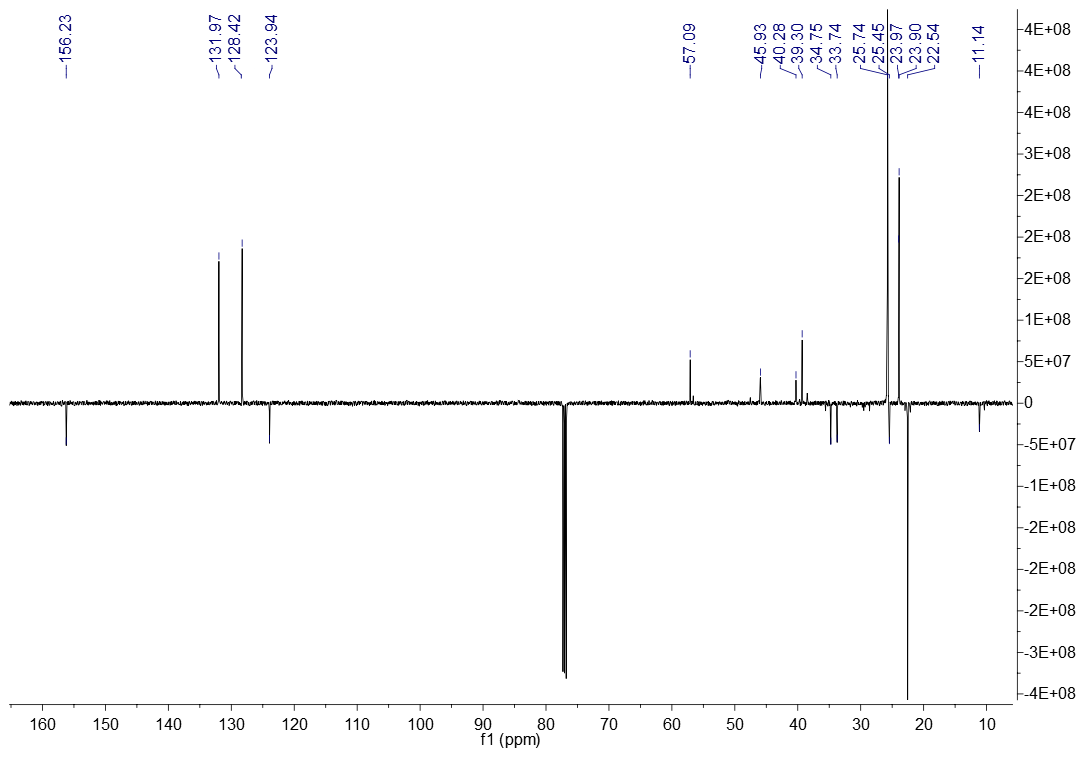 156.23
131.97
128.42
123.94
57.09
45.93
40.28
39.30
34.75
33.74
25.74
25.45
23.97
23.90
22.54
11.14
4E+08
4E+08
4E+08
3E+08
2E+08
2E+08
2E+08
1E+08
5E+07
0
-5E+07
-1E+08
-2E+08
-2E+08
-2E+08
-3E+08
-4E+08
160 150 140 130 120 110 100 90 80 70 60 50 40 30 20 10
f1 (ppm)